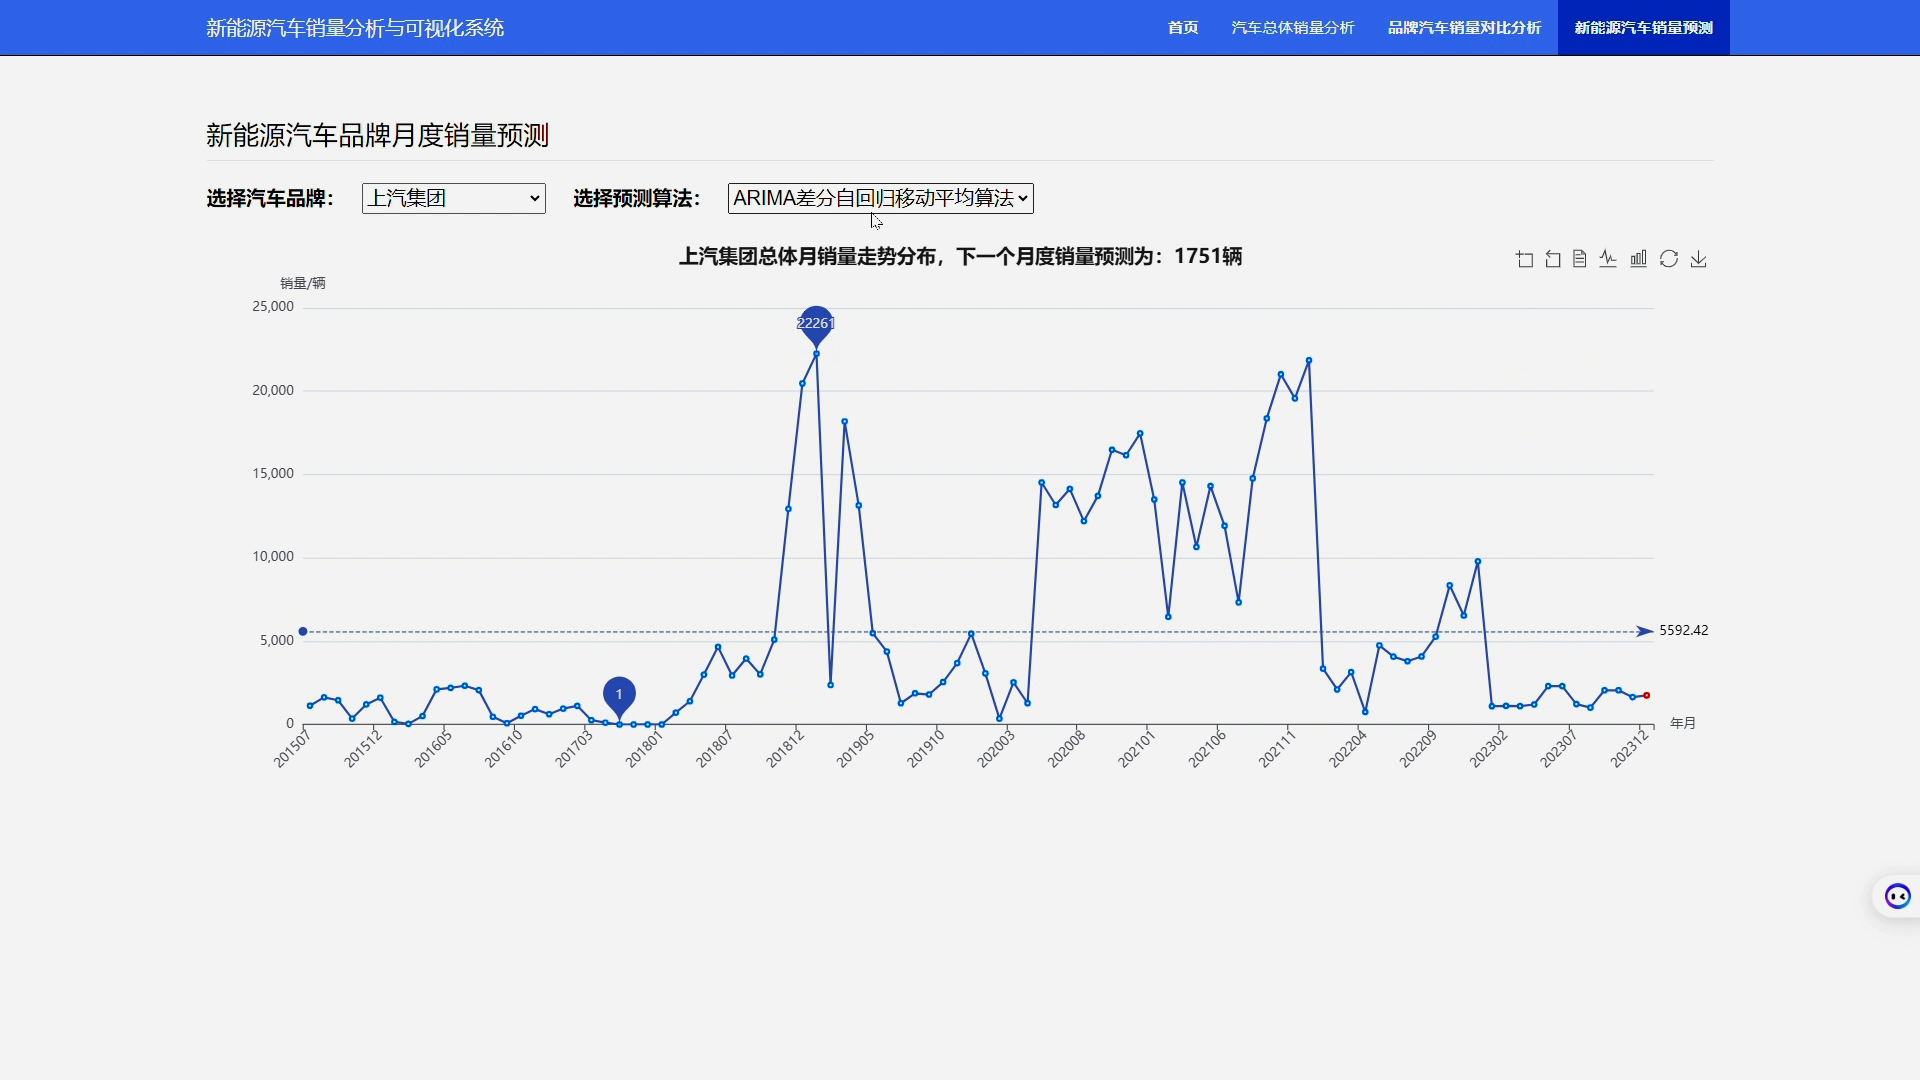 新能源汽车销量分析与可视化系统
首页 汽车总体销量分析 品牌汽车销量对比分析 新能源汽车销量预测
新能源汽车品牌月度销量预测
选择汽车品牌： 上汽集团 选择预测算法： ARIMA差分自回归移动平均算法
上汽集团总体月销量走势分布，下一个月度销量预测为：1751辆
销量/辆
25,000
22261
20,000
15,000
10,000
5,000
5592.42
1
0
年月
201507 201512 201605 201610 201703 201801 201807 201812 201905 201910 202003 202008 202101 202106 202111 202204 202209 202302 202307 202312